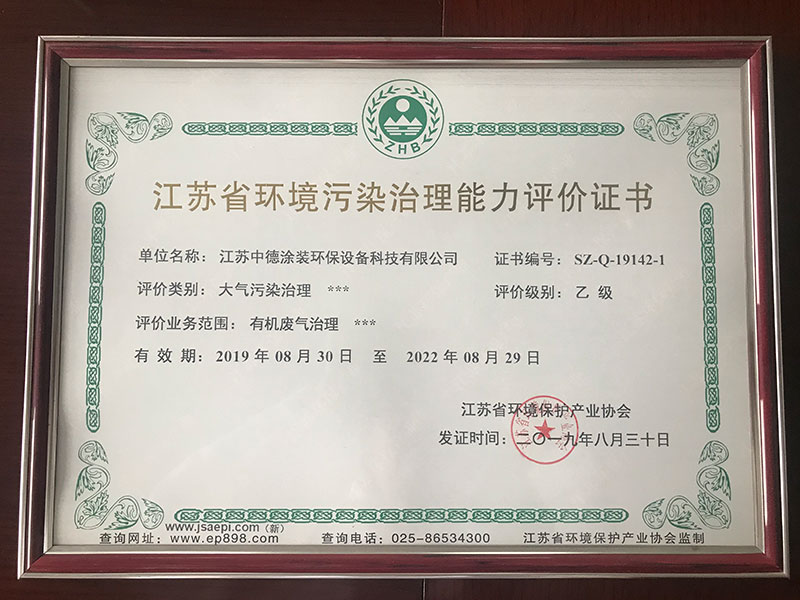 ZHB
江苏省环境污染治理能力评价证书
单位名称： 江苏中德涂装环保设备科技有限公司 证书编号： SZ-Q-19142-1
评价类别： 大气污染治理 *** 评价级别： 乙 级
评价业务范围： 有机废气治理 ***
有 效 期： 2019 年 08 月 30 日 至 2022 年 08 月 29 日
江苏省环境保护产业协会
发证时间：二〇一九年八月三十日
www.jsaepi.com（新）
查询网址： www.ep898.com 查询电话： 025-86534300 江苏省环境保护产业协会监制